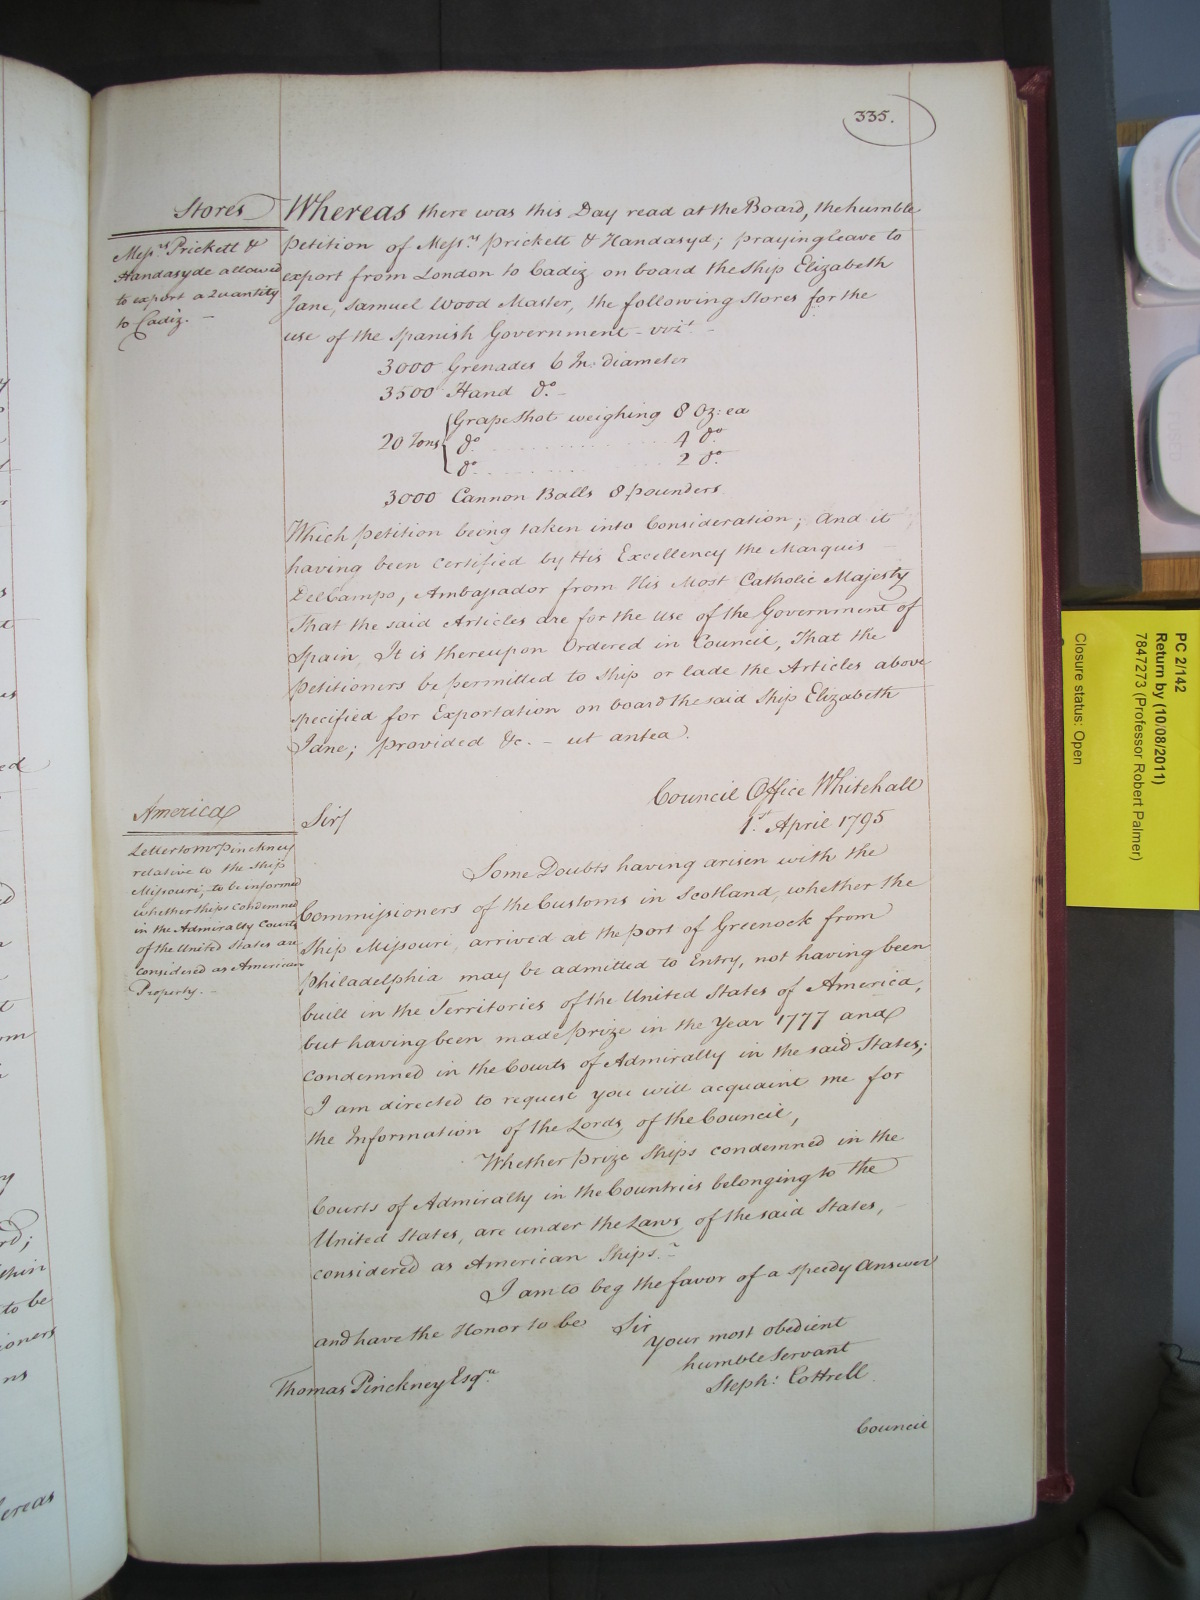 335.
Stores
Messrs Prickett &
Handasyde allowed
to export a Quantity
to Cadiz. —
Whereas there was this Day read at the Board, the humble
Petition of Messrs Prickett & Handasyd; praying leave to
export from London to Cadiz on board the Ship Elizabeth
Jane, Samuel Wood Master, the following Stores for the
use of the Spanish Government – vizt –
3000 Grenades 6 In: diameter
3500 Hand do –
20 Tons { Grape Shot weighing 8 Oz: ea
do . . . . . . . . 4 do
do . . . . . . . . 2 do
3000 Cannon Balls 8 pounders
Which Petition being taken into Consideration; And it
having been certified by His Excellency the Marquis
Del Campo, Ambassador from His Most Catholic Majesty
That the said Articles are for the use of the Government of
Spain, It is thereupon Ordered in Council, That the
Petitioners be permitted to Ship or lade the Articles above
specified for Exportation on board the said Ship Elizabeth
Jane; provided &c. – ut antea.
America
Letter to Mr Pinckney
relative to the Ship
Missouri, to be informed
whether Ships condemned
in the Admiralty Courts
of the United States are
considered as American
Property. –
Council Office Whitehall
1st April 1795
Sir/
Some Doubts having arisen with the
Commissioners of the Customs in Scotland, whether the
Ship Missouri, arrived at the port of Greenock from
Philadelphia may be admitted to Entry, not having been
built in the Territories of the United States of America,
but having been made Prize in the Year 1777 and
condemned in the Courts of Admiralty in the said States;
I am directed to request you will acquaint me for
the Information of the Lords of the Council,
Whether Prize Ships condemned in the
Courts of Admiralty in the Countries belonging to the
United States, are under the Laws of the said States,
considered as American Ships. –
I am to beg the favor of a speedy Answer
and have the Honor to be Sir
Your most obedient
humble Servant
Steph: Cottrell
Thomas Pinckney Esqre
Council
ed
om
rd;
thin
to be
ioners
ns
hereas
PC 2/142
Return by (10/08/2011)
7847273 (Professor Robert Palmer)
Closure status: Open